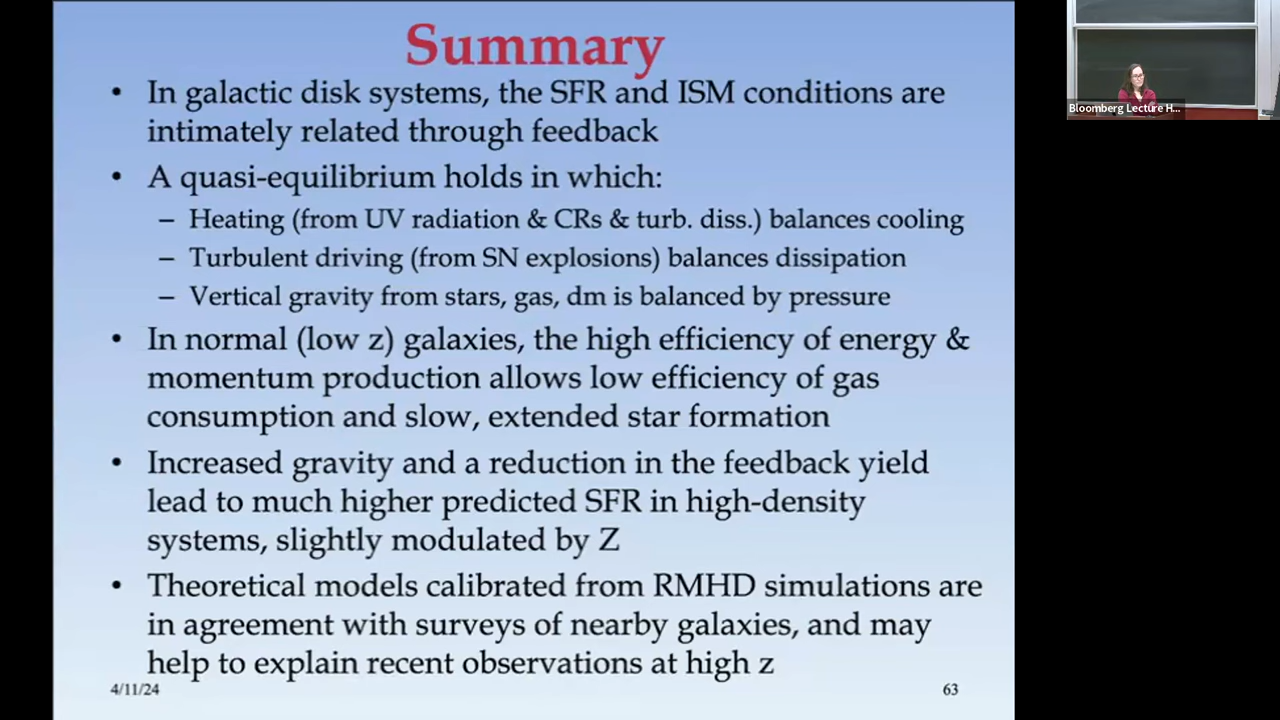 Summary
• In galactic disk systems, the SFR and ISM conditions are
intimately related through feedback
• A quasi-equilibrium holds in which:
– Heating (from UV radiation & CRs & turb. diss.) balances cooling
– Turbulent driving (from SN explosions) balances dissipation
– Vertical gravity from stars, gas, dm is balanced by pressure
• In normal (low z) galaxies, the high efficiency of energy &
momentum production allows low efficiency of gas
consumption and slow, extended star formation
• Increased gravity and a reduction in the feedback yield
lead to much higher predicted SFR in high-density
systems, slightly modulated by Z
• Theoretical models calibrated from RMHD simulations are
in agreement with surveys of nearby galaxies, and may
help to explain recent observations at high z
4/11/24
63
Bloomberg Lecture H...